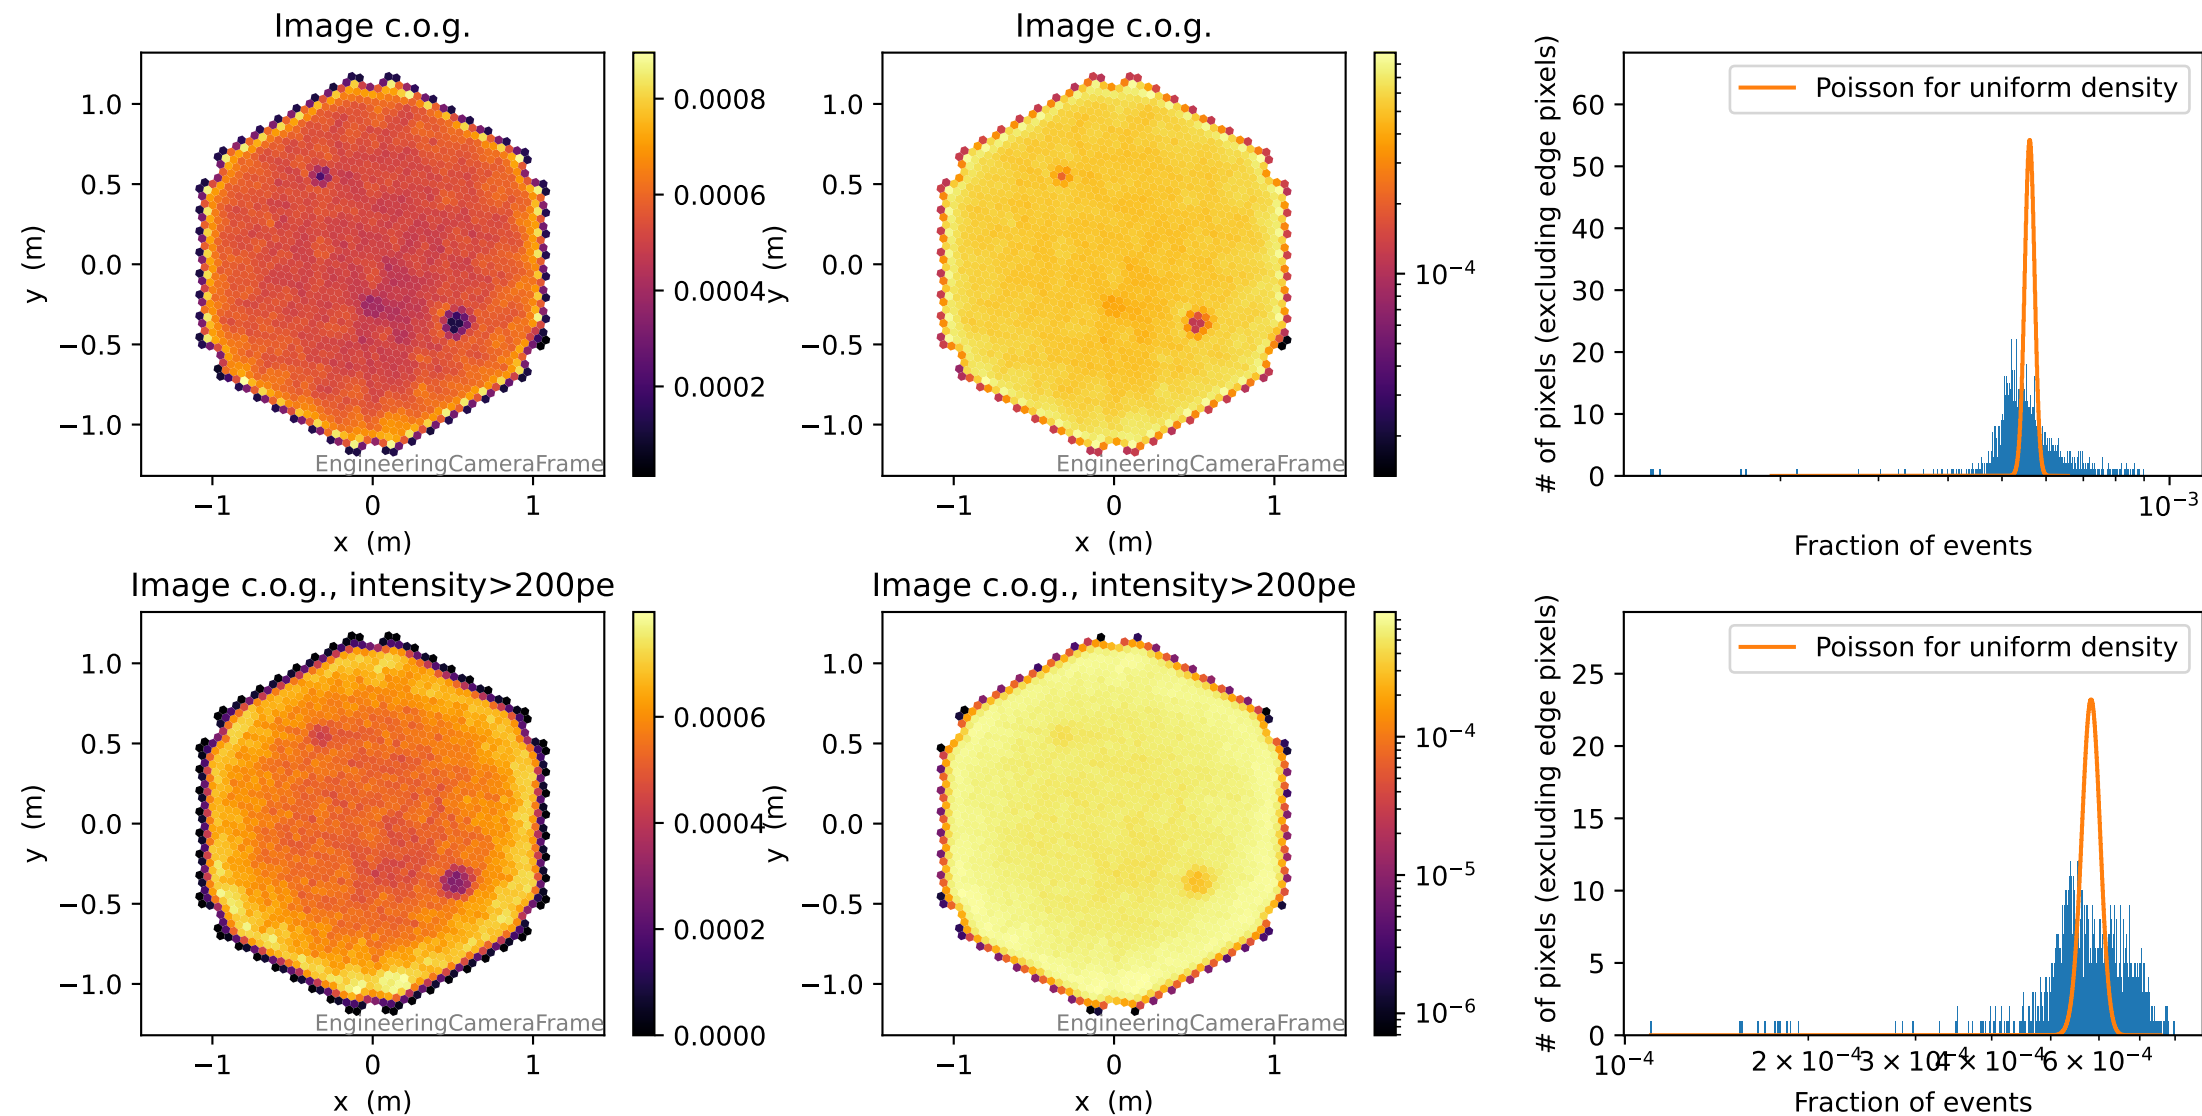 Image c.o.g.
1.0
0.5
0.0
−0.5
−1.0
y (m)
−1 0 1
x (m)
EngineeringCameraFrame
0.0008
0.0006
0.0004
0.0002
Image c.o.g.
1.0
0.5
0.0
−0.5
−1.0
y (m)
−1 0 1
x (m)
EngineeringCameraFrame
10⁻⁴
# of pixels (excluding edge pixels)
60
50
40
30
20
10
0
Poisson for uniform density
10⁻³
Fraction of events
Image c.o.g., intensity>200pe
1.0
0.5
0.0
−0.5
−1.0
y (m)
−1 0 1
x (m)
EngineeringCameraFrame
0.0006
0.0004
0.0002
0.0000
Image c.o.g., intensity>200pe
1.0
0.5
0.0
−0.5
−1.0
y (m)
−1 0 1
x (m)
EngineeringCameraFrame
10⁻⁴
10⁻⁵
10⁻⁶
# of pixels (excluding edge pixels)
25
20
15
10
5
0
Poisson for uniform density
10⁻⁴ 2 × 10⁻⁴ 3 × 10⁻⁴ 4 × 10⁻⁴ 6 × 10⁻⁴
Fraction of events